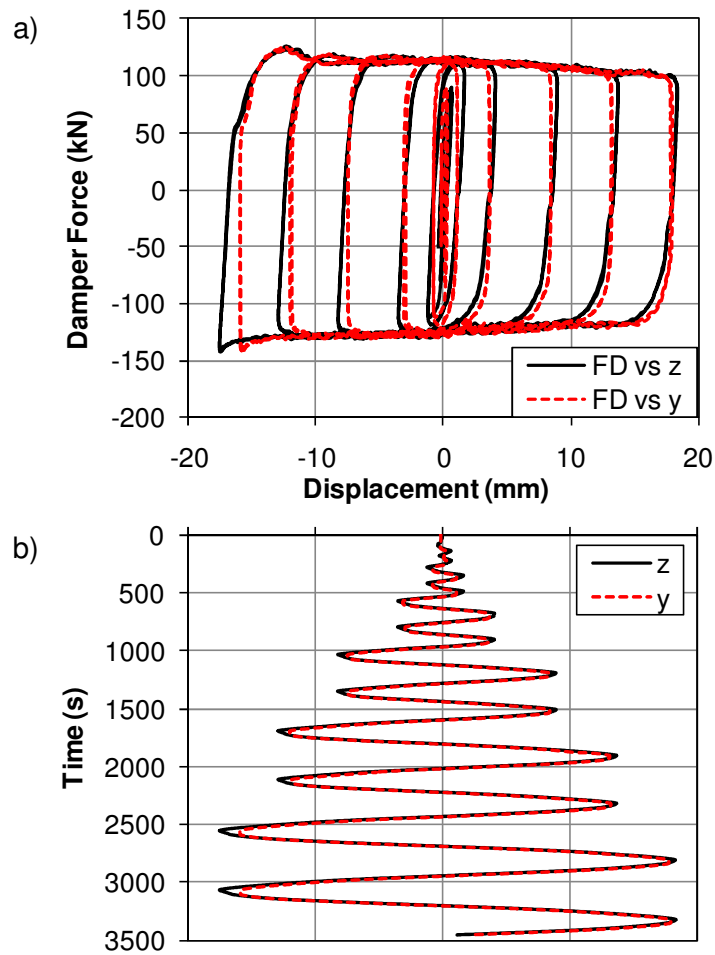 a)
150
100
50
0
-50
-100
-150
-200
Damper Force (kN)
FD vs z
FD vs y
-20 -10 0 10 20
Displacement (mm)
b)
0
500
1000
1500
2000
2500
3000
3500
Time (s)
z
y